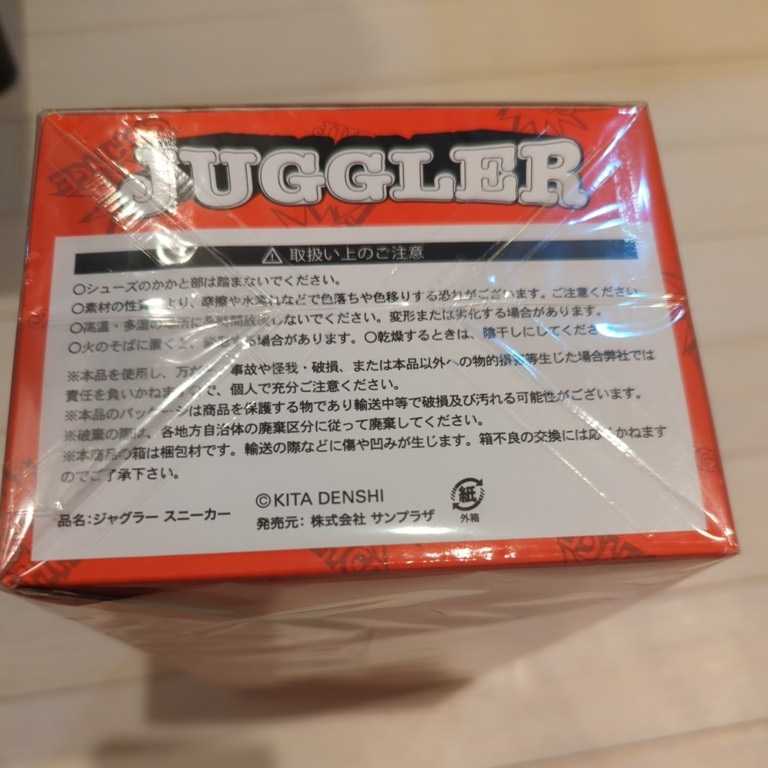 JUGGLER
⚠ 取扱い上のご注意
○シューズのかかと部は踏まないでください。
○素材の性質上より、摩擦や水濡れなどで色落ちや色移りする恐れがございます。ご注意ください
○高温・多湿の場所に長時間放置しないでください。変形または劣化する場合があります。
○火のそばに置くと、変形する場合があります。○乾燥するときは、陰干しにしてくださ
※本品を使用し、万が一事故や怪我・破損、または本品以外への物的損害等生じた場合弊社では
責任を負いかねますので、個人で充分ご注意ください。
※本品のパッケージは商品を保護する物であり輸送中等で破損及び汚れる可能性がございます。
※破棄の際は、各地方自治体の廃棄区分に従って廃棄してください。
※本商品の箱は梱包材です。輸送の際などに傷や凹みが生じます。箱不良の交換には応じかねます
のでご了承下さい。
©KITA DENSHI
紙
外箱
品名:ジャグラー スニーカー
発売元: 株式会社 サンプラザ